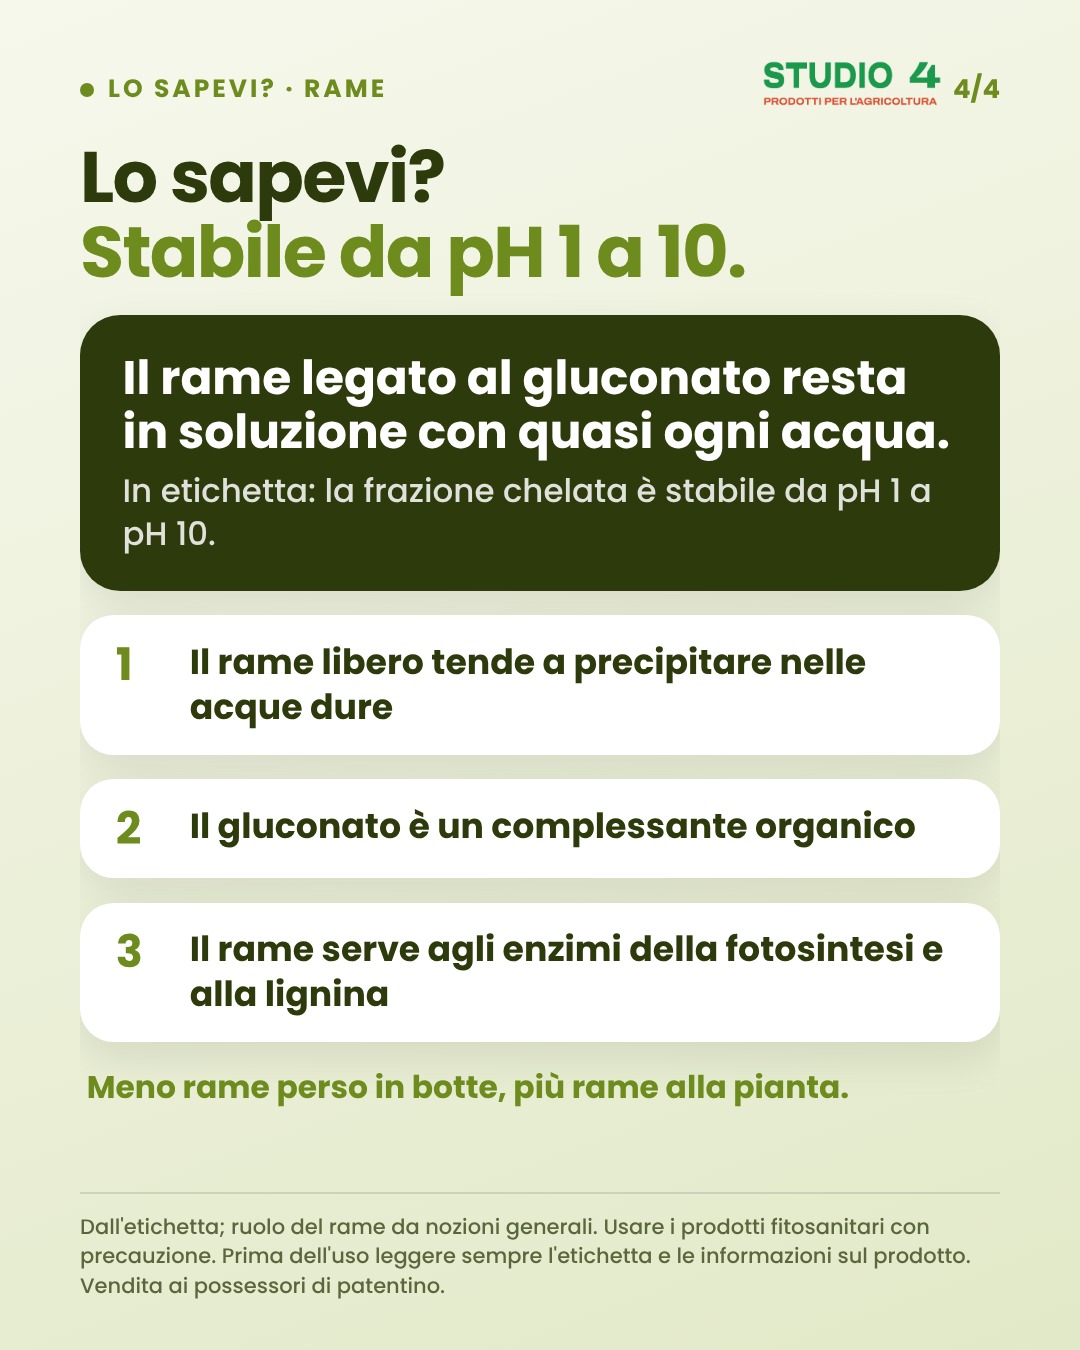 LO SAPEVI? · RAME
STUDIO 4
PRODOTTI PER L'AGRICOLTURA
4/4
Lo sapevi?
Stabile da pH 1 a 10.
Il rame legato al gluconato resta
in soluzione con quasi ogni acqua.
In etichetta: la frazione chelata è stabile da pH 1 a
pH 10.
1 Il rame libero tende a precipitare nelle
acque dure
2 Il gluconato è un complessante organico
3 Il rame serve agli enzimi della fotosintesi e
alla lignina
Meno rame perso in botte, più rame alla pianta.
Dall'etichetta; ruolo del rame da nozioni generali. Usare i prodotti fitosanitari con
precauzione. Prima dell'uso leggere sempre l'etichetta e le informazioni sul prodotto.
Vendita ai possessori di patentino.